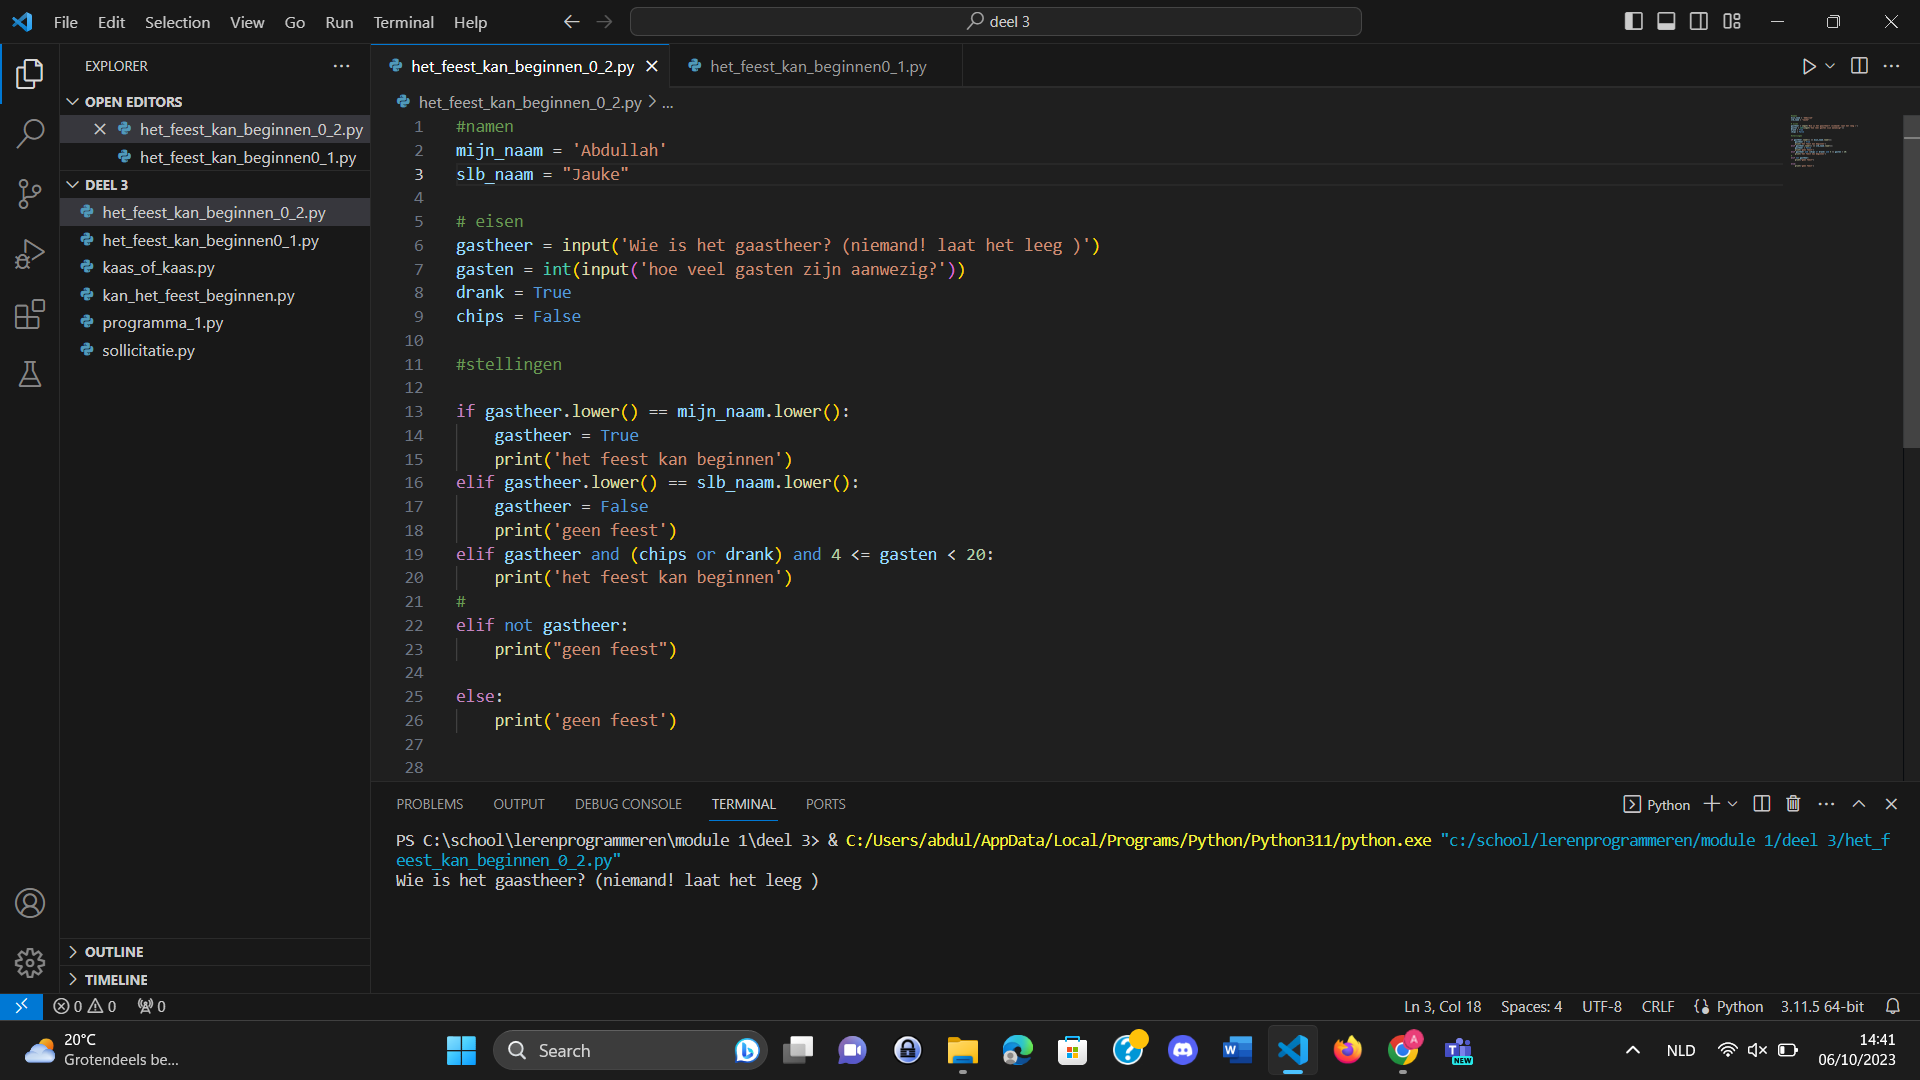 File Edit Selection View Go Run Terminal Help
deel 3
EXPLORER
OPEN EDITORS
het_feest_kan_beginnen_0_2.py
het_feest_kan_beginnen0_1.py
DEEL 3
het_feest_kan_beginnen_0_2.py
het_feest_kan_beginnen0_1.py
kaas_of_kaas.py
kan_het_feest_beginnen.py
programma_1.py
sollicitatie.py
OUTLINE
TIMELINE
het_feest_kan_beginnen_0_2.py
het_feest_kan_beginnen0_1.py
het_feest_kan_beginnen_0_2.py > ...
1 #namen
2 mijn_naam = 'Abdullah'
3 slb_naam = "Jauke"
4
5 # eisen
6 gastheer = input('Wie is het gaastheer? (niemand! laat het leeg )')
7 gasten = int(input('hoe veel gasten zijn aanwezig?'))
8 drank = True
9 chips = False
10
11 #stellingen
12
13 if gastheer.lower() == mijn_naam.lower():
14 gastheer = True
15 print('het feest kan beginnen')
16 elif gastheer.lower() == slb_naam.lower():
17 gastheer = False
18 print('geen feest')
19 elif gastheer and (chips or drank) and 4 <= gasten < 20:
20 print('het feest kan beginnen')
21 #
22 elif not gastheer:
23 print("geen feest")
24
25 else:
26 print('geen feest')
27
28
PROBLEMS OUTPUT DEBUG CONSOLE TERMINAL PORTS
Python
PS C:\school\lerenprogrammeren\module 1\deel 3> & C:/Users/abdul/AppData/Local/Programs/Python/Python311/python.exe "c:/school/lerenprogrammeren/module 1/deel 3/het_f
eest_kan_beginnen_0_2.py"
Wie is het gaastheer? (niemand! laat het leeg )
0 0 0
Ln 3, Col 18 Spaces: 4 UTF-8 CRLF Python 3.11.5 64-bit
20°C
Grotendeels be...
Search
W
A
NEW
NLD
14:41
06/10/2023